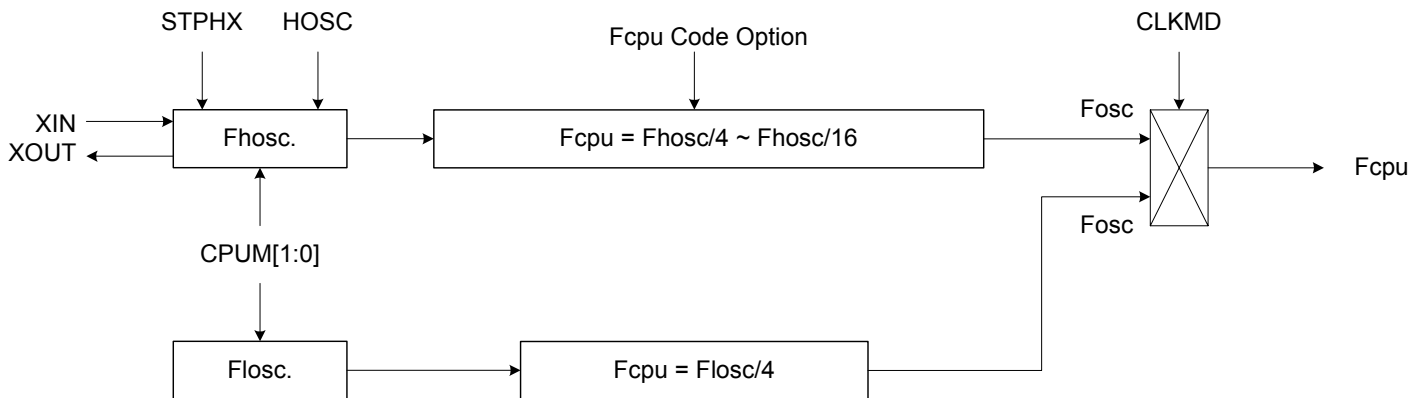 STPHX
HOSC
Fcpu Code Option
CLKMD
XIN
XOUT
Fhosc.
Fcpu = Fhosc/4 ~ Fhosc/16
Fosc
Fcpu
Fosc
CPUM[1:0]
Flosc.
Fcpu = Flosc/4